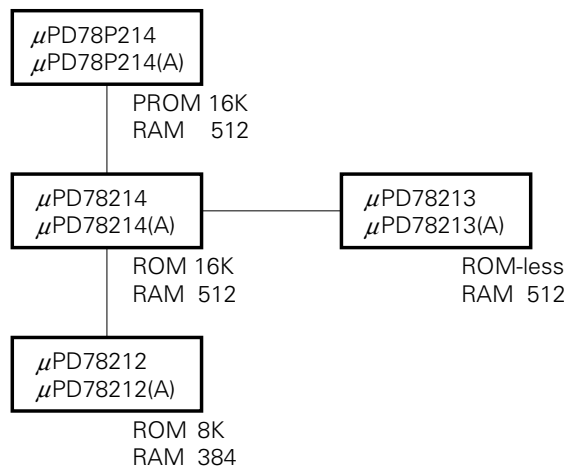 μPD78P214
μPD78P214(A)
PROM 16K
RAM 512
μPD78214
μPD78214(A)
μPD78213
μPD78213(A)
ROM 16K
RAM 512
ROM-less
RAM 512
μPD78212
μPD78212(A)
ROM 8K
RAM 384